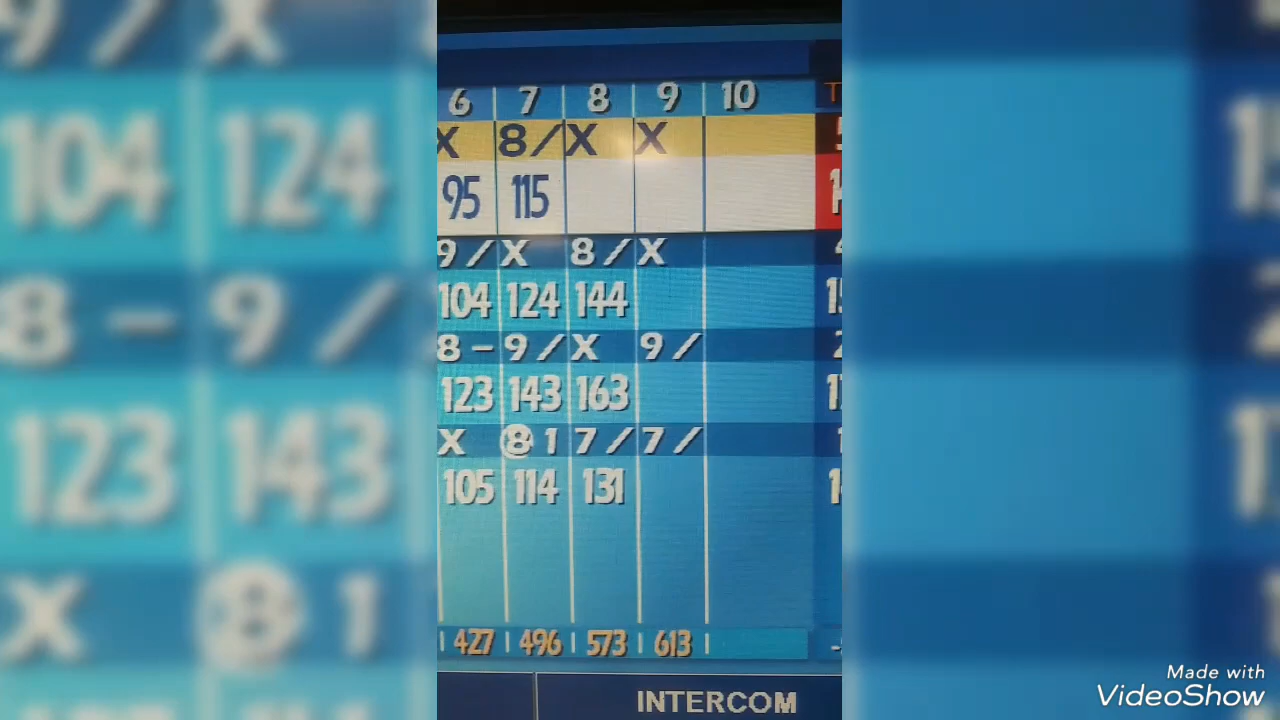 6 7 8 9 10
X 8/ X X
95 115
9/ X 8/ X
104 124 144
8- 9/ X 9/
123 143 163
X 8 1 7/ 7/
105 114 131
427 496 573 613
INTERCOM
Made with
VideoShow